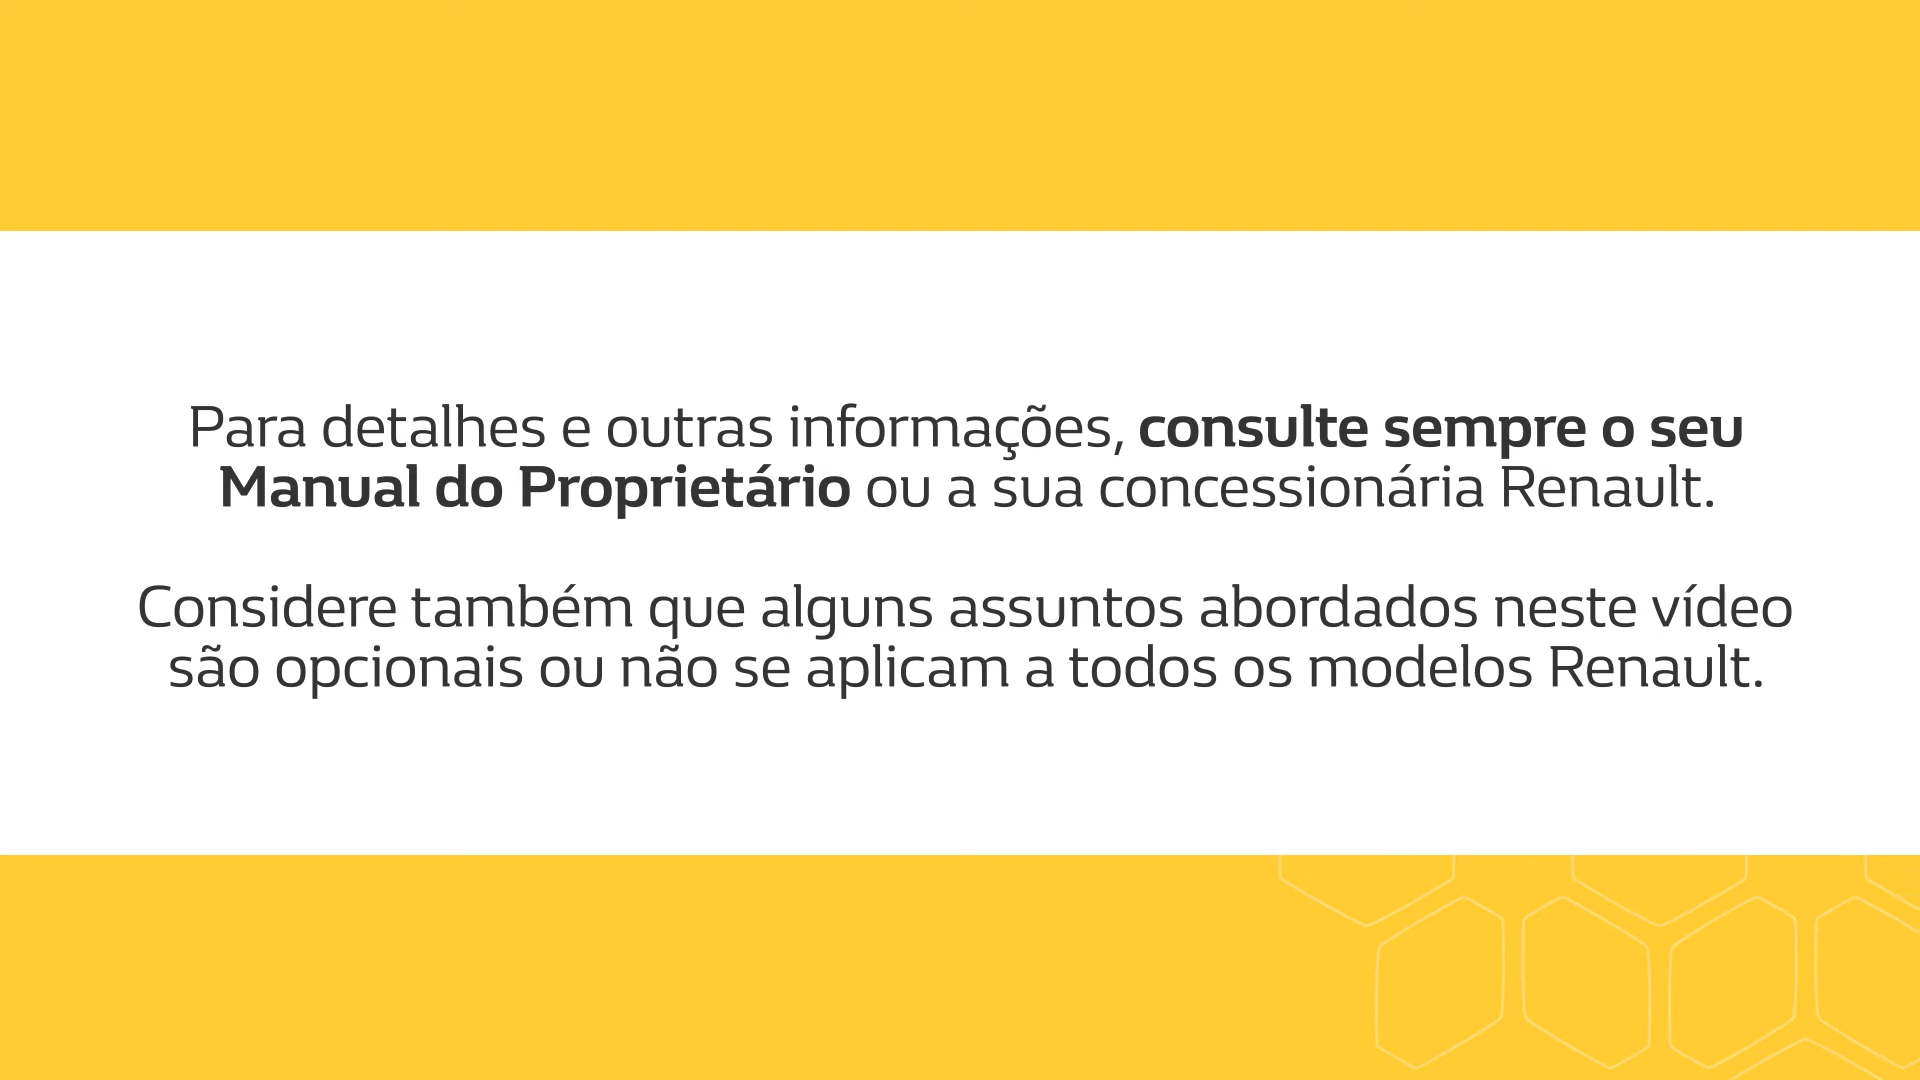 Para detalhes e outras informações, consulte sempre o seu
Manual do Proprietário ou a sua concessionária Renault.
Considere também que alguns assuntos abordados neste vídeo
são opcionais ou não se aplicam a todos os modelos Renault.